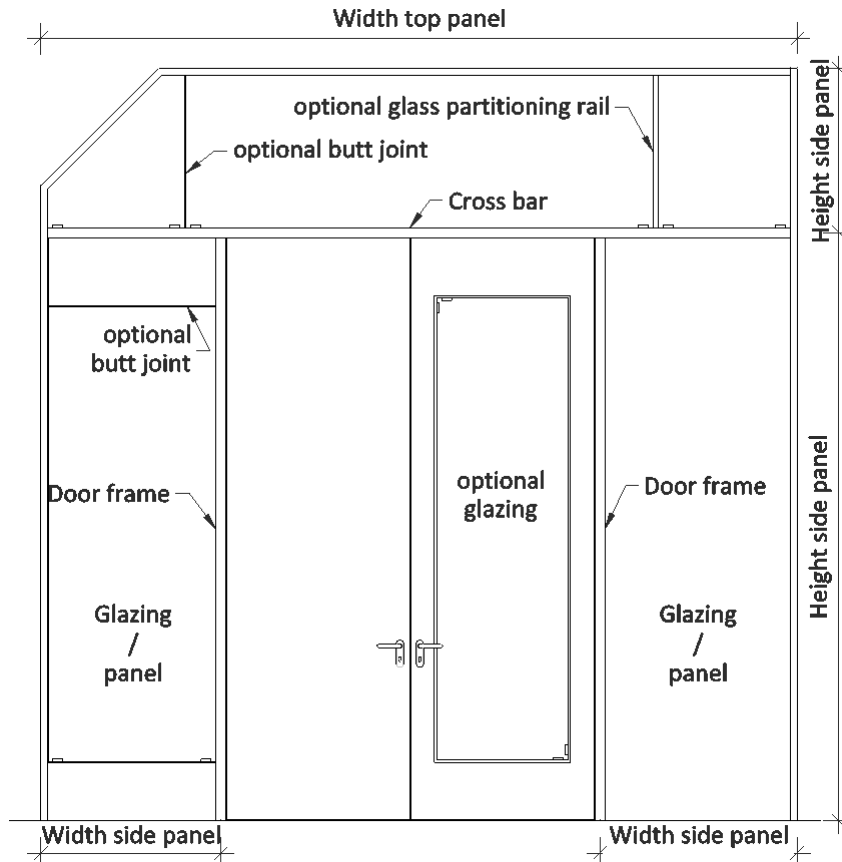 Width top panel
optional glass partitioning rail
optional butt joint
Height side panel
Cross bar
optional
butt joint
Door frame
optional
glazing
Door frame
Height side panel
Glazing
/
panel
Glazing
/
panel
Width side panel
Width side panel